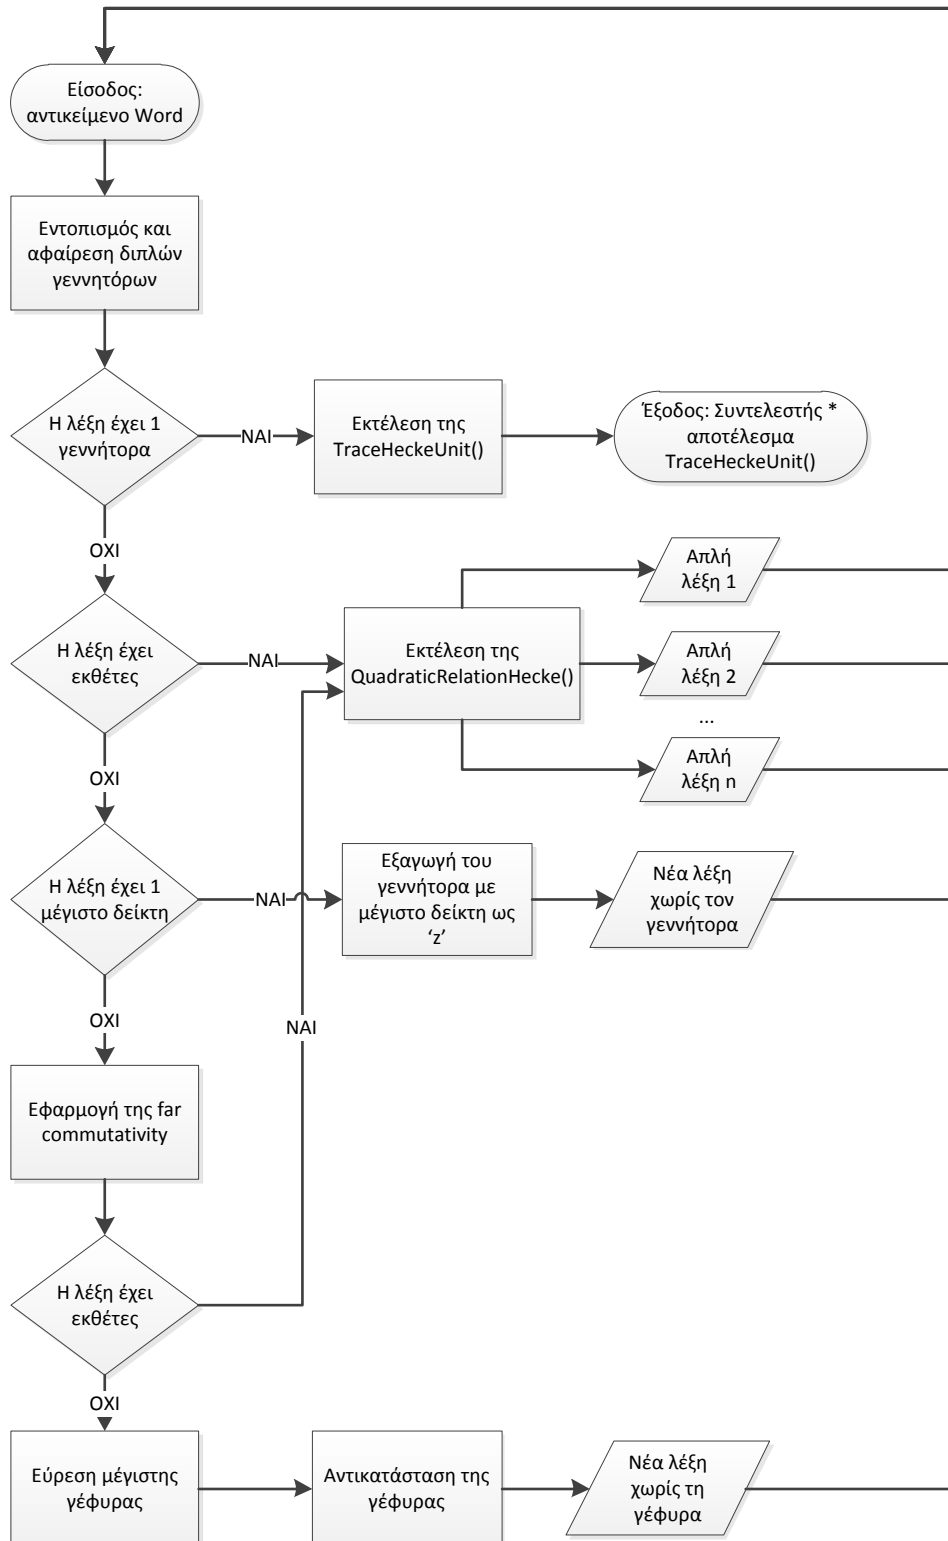 Είσοδος:
αντικείμενο Word
Εντοπισμός και
αφαίρεση διπλών
γεννητόρων
Η λέξη έχει 1
γεννήτορα
ΝΑΙ
Εκτέλεση της
TraceHeckeUnit()
Έξοδος: Συντελεστής *
αποτέλεσμα
TraceHeckeUnit()
ΟΧΙ
Η λέξη έχει
εκθέτες
ΝΑΙ
Εκτέλεση της
QuadraticRelationHecke()
Απλή
λέξη 1
Απλή
λέξη 2
...
Απλή
λέξη n
ΟΧΙ
Η λέξη έχει 1
μέγιστο δείκτη
ΝΑΙ
Εξαγωγή του
γεννήτορα με
μέγιστο δείκτη ως
‘z’
Νέα λέξη
χωρίς τον
γεννήτορα
ΟΧΙ
ΝΑΙ
Εφαρμογή της far
commutativity
Η λέξη έχει
εκθέτες
ΟΧΙ
Εύρεση μέγιστης
γέφυρας
Αντικατάσταση της
γέφυρας
Νέα λέξη
χωρίς τη
γέφυρα